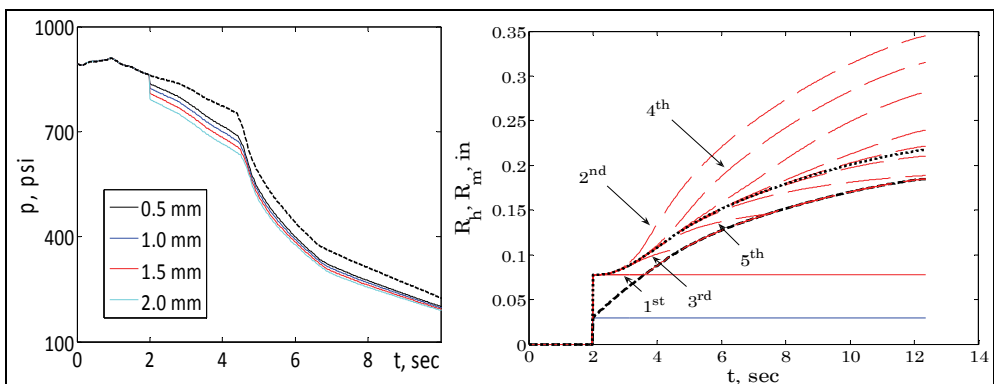 1000
700
400
100
p, psi
0.5 mm
1.0 mm
1.5 mm
2.0 mm
0 2 4 6 8
t, sec
0.35
0.3
0.25
0.2
0.15
0.1
0.05
0
R_h, R_m, in
4th
2nd
5th
3rd
1st
0 2 4 6 8 10 12 14
t, sec